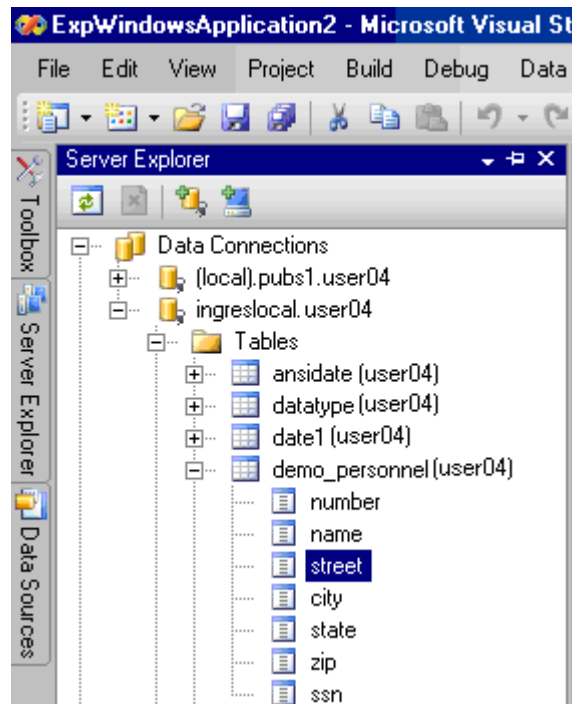 ExpWindowsApplication2 - Microsoft Visual St
File Edit View Project Build Debug Data
Server Explorer
Toolbox
Server Explorer
Data Sources
Data Connections
(local).pubs1.user04
ingreslocal.user04
Tables
ansidate (user04)
datatype (user04)
date1 (user04)
demo_personnel (user04)
number
name
street
city
state
zip
ssn